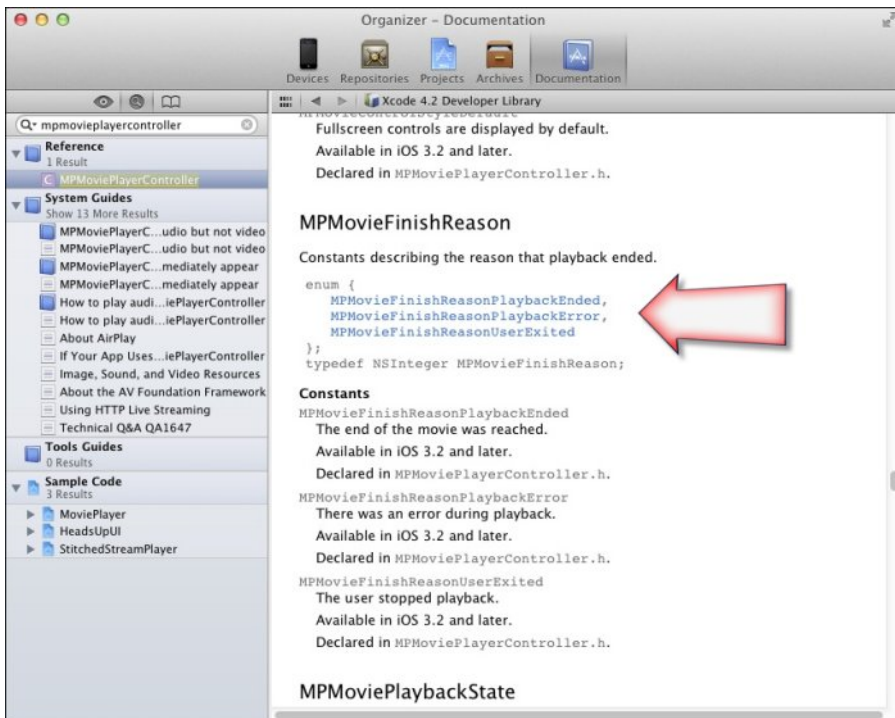 Organizer – Documentation
Devices Repositories Projects Archives Documentation
Xcode 4.2 Developer Library
mpmovieplayercontroller
Reference
1 Result
MPMoviePlayerController
System Guides
Show 13 More Results
MPMoviePlayerC...udio but not video
MPMoviePlayerC...udio but not video
MPMoviePlayerC...mediately appear
MPMoviePlayerC...mediately appear
How to play audi...iePlayerController
How to play audi...iePlayerController
About AirPlay
If Your App Uses...iePlayerController
Image, Sound, and Video Resources
About the AV Foundation Framework
Using HTTP Live Streaming
Technical Q&A QA1647
Tools Guides
0 Results
Sample Code
3 Results
MoviePlayer
HeadsUpUI
StitchedStreamPlayer
MPMovieControlStyleDefault
Fullscreen controls are displayed by default.
Available in iOS 3.2 and later.
Declared in MPMoviePlayerController.h.
MPMovieFinishReason
Constants describing the reason that playback ended.
enum {
MPMovieFinishReasonPlaybackEnded,
MPMovieFinishReasonPlaybackError,
MPMovieFinishReasonUserExited
};
typedef NSInteger MPMovieFinishReason;
Constants
MPMovieFinishReasonPlaybackEnded
The end of the movie was reached.
Available in iOS 3.2 and later.
Declared in MPMoviePlayerController.h.
MPMovieFinishReasonPlaybackError
There was an error during playback.
Available in iOS 3.2 and later.
Declared in MPMoviePlayerController.h.
MPMovieFinishReasonUserExited
The user stopped playback.
Available in iOS 3.2 and later.
Declared in MPMoviePlayerController.h.
MPMoviePlaybackState